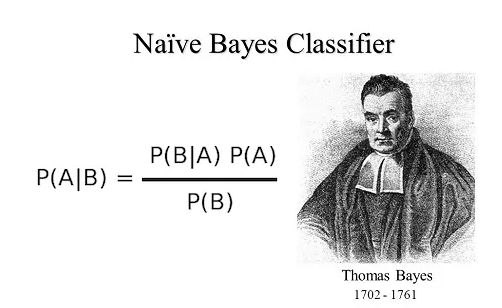 Naïve Bayes Classifier
P(A|B) = P(B|A) P(A)
P(B)
Thomas Bayes
1702 - 1761